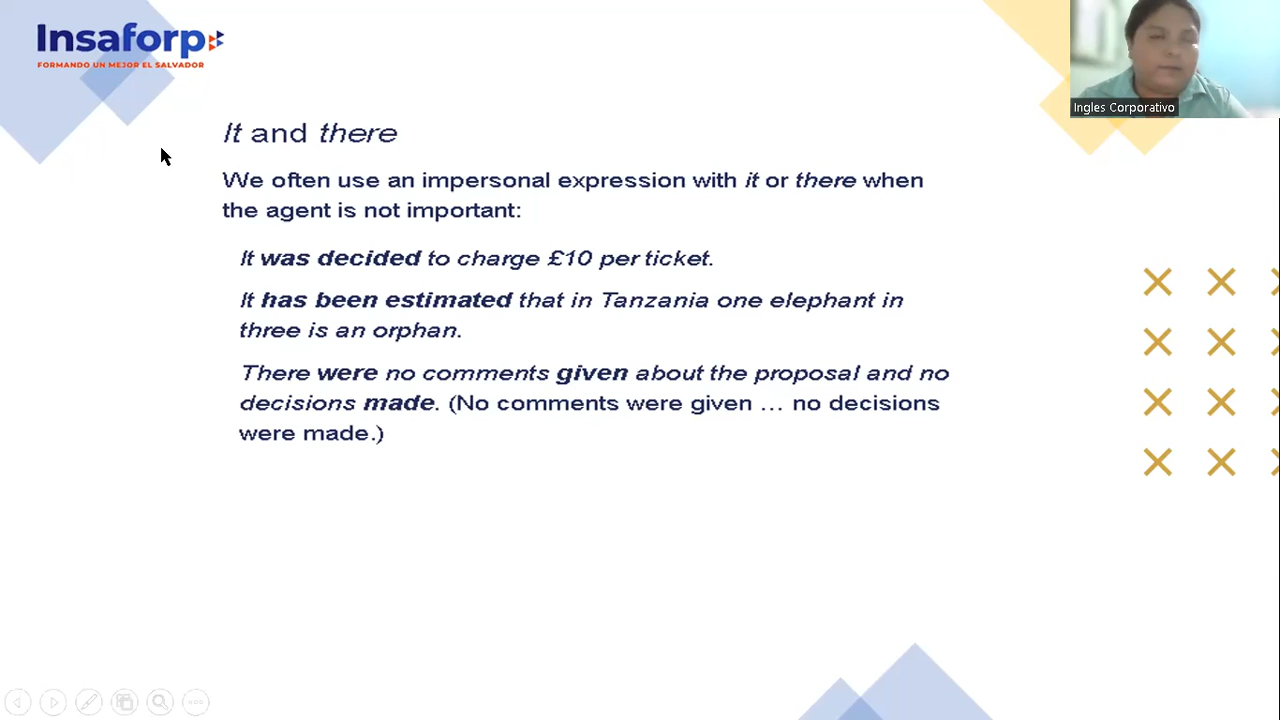 Insaforp
FORMANDO UN MEJOR EL SALVADOR
Ingles Corporativo
It and there
We often use an impersonal expression with it or there when
the agent is not important:
It was decided to charge £10 per ticket.
It has been estimated that in Tanzania one elephant in
three is an orphan.
There were no comments given about the proposal and no
decisions made. (No comments were given … no decisions
were made.)